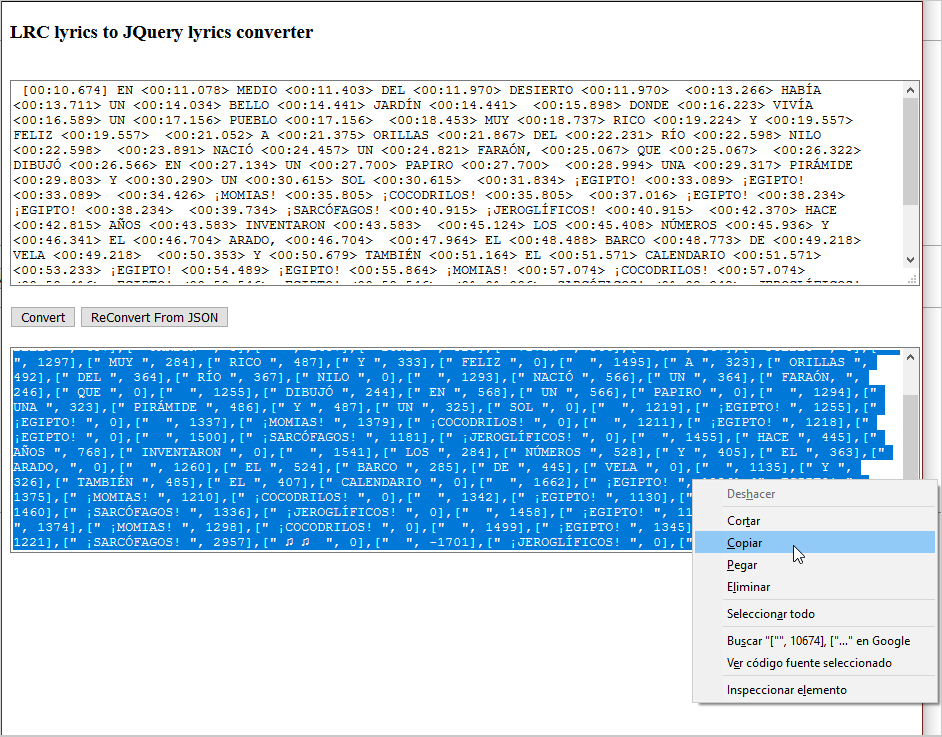 LRC lyrics to JQuery lyrics converter
[00:10.674] EN <00:11.078> MEDIO <00:11.403> DEL <00:11.970> DESIERTO <00:11.970>  <00:13.266> HABÍA
<00:13.711> UN <00:14.034> BELLO <00:14.441> JARDÍN <00:14.441>  <00:15.898> DONDE <00:16.223> VIVÍA
<00:16.589> UN <00:17.156> PUEBLO <00:17.156>  <00:18.453> MUY <00:18.737> RICO <00:19.224> Y <00:19.557>
FELIZ <00:19.557>  <00:21.052> A <00:21.375> ORILLAS <00:21.867> DEL <00:22.231> RÍO <00:22.598> NILO
<00:22.598>  <00:23.891> NACIÓ <00:24.457> UN <00:24.821> FARAÓN, <00:25.067> QUE <00:25.067>  <00:26.322>
DIBUJÓ <00:26.566> EN <00:27.134> UN <00:27.700> PAPIRO <00:27.700>  <00:28.994> UNA <00:29.317> PIRÁMIDE
<00:29.803> Y <00:30.290> UN <00:30.615> SOL <00:30.615>  <00:31.834> ¡EGIPTO! <00:33.089> ¡EGIPTO!
<00:33.089>  <00:34.426> ¡MOMIAS! <00:35.805> ¡COCODRILOS! <00:35.805>  <00:37.016> ¡EGIPTO! <00:38.234>
¡EGIPTO! <00:38.234>  <00:39.734> ¡SARCÓFAGOS! <00:40.915> ¡JEROGLÍFICOS! <00:40.915>  <00:42.370> HACE
<00:42.815> AÑOS <00:43.583> INVENTARON <00:43.583>  <00:45.124> LOS <00:45.408> NÚMEROS <00:45.936> Y
<00:46.341> EL <00:46.704> ARADO, <00:46.704>  <00:47.964> EL <00:48.488> BARCO <00:48.773> DE <00:49.218>
VELA <00:49.218>  <00:50.353> Y <00:50.679> TAMBIÉN <00:51.164> EL <00:51.571> CALENDARIO <00:51.571>
<00:53.233> ¡EGIPTO! <00:54.489> ¡EGIPTO! <00:55.864> ¡MOMIAS! <00:57.074> ¡COCODRILOS! <00:57.074>
Convert ReConvert From JSON
", 1297],[" MUY ", 284],[" RICO ", 487],[" Y ", 333],[" FELIZ ", 0],["  ", 1495],[" A ", 323],[" ORILLAS ",
492],[" DEL ", 364],[" RÍO ", 367],[" NILO ", 0],["  ", 1293],[" NACIÓ ", 566],[" UN ", 364],[" FARAÓN, ",
246],[" QUE ", 0],["  ", 1255],[" DIBUJÓ ", 244],[" EN ", 568],[" UN ", 566],[" PAPIRO ", 0],["  ", 1294],["
UNA ", 323],[" PIRÁMIDE ", 486],[" Y ", 487],[" UN ", 325],[" SOL ", 0],["  ", 1219],[" ¡EGIPTO! ", 1255],["
¡EGIPTO! ", 0],["  ", 1337],[" ¡MOMIAS! ", 1379],[" ¡COCODRILOS! ", 0],["  ", 1211],[" ¡EGIPTO! ", 1218],["
¡EGIPTO! ", 0],["  ", 1500],[" ¡SARCÓFAGOS! ", 1181],[" ¡JEROGLÍFICOS! ", 0],["  ", 1455],[" HACE ", 445],["
AÑOS ", 768],[" INVENTARON ", 0],["  ", 1541],[" LOS ", 284],[" NÚMEROS ", 528],[" Y ", 405],[" EL ", 363],["
ARADO, ", 0],["  ", 1260],[" EL ", 524],[" BARCO ", 285],[" DE ", 445],[" VELA ", 0],["  ", 1135],[" Y ",
326],[" TAMBIÉN ", 485],[" EL ", 407],[" CALENDARIO ", 0],["  ", 1662],[" ¡EGIPTO! ",
1375],[" ¡MOMIAS! ", 1210],[" ¡COCODRILOS! ", 0],["  ", 1342],[" ¡EGIPTO! ", 1130],["
1460],[" ¡SARCÓFAGOS! ", 1336],[" ¡JEROGLÍFICOS! ", 0],["  ", 1458],[" ¡EGIPTO! ", 11
", 1374],[" ¡MOMIAS! ", 1298],[" ¡COCODRILOS! ", 0],["  ", 1499],[" ¡EGIPTO! ", 1345]
1221],[" ¡SARCÓFAGOS! ", 2957],[" ♫ ♫  ", 0],["  ", -1701],[" ¡JEROGLÍFICOS! ", 0],["
Deshacer
Cortar
Copiar
Pegar
Eliminar
Seleccionar todo
Buscar "["", 10674], ["..." en Google
Ver código fuente seleccionado
Inspeccionar elemento